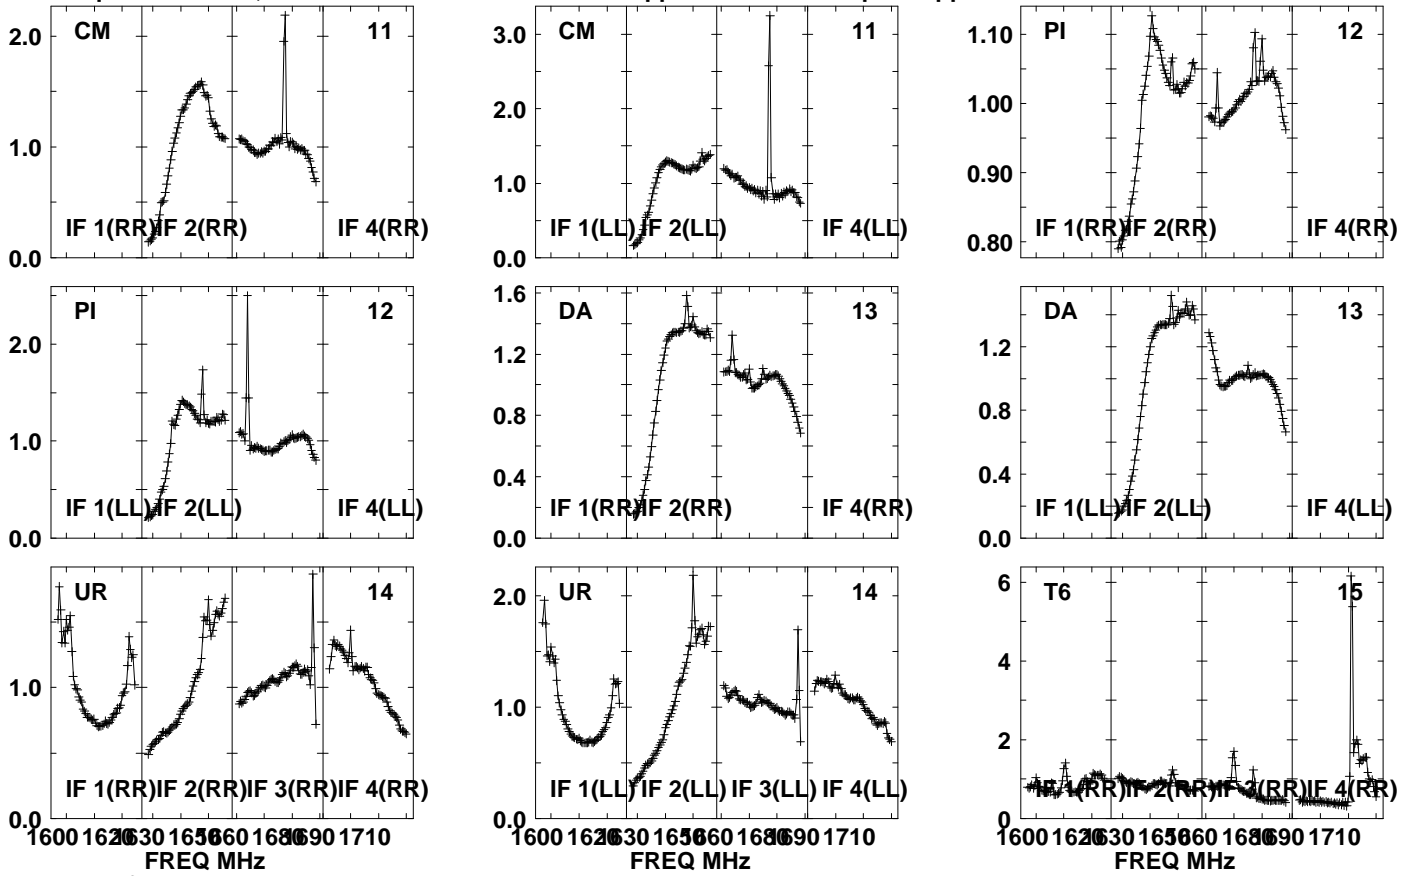 CM 11
2.0
1.0
0.0
IF 1(RR) IF 2(RR) IF 4(RR)
CM 11
3.0
2.0
1.0
0.0
IF 1(LL) IF 2(LL) IF 4(LL)
PI 12
1.10
1.00
0.90
0.80
IF 1(RR) IF 2(RR) IF 4(RR)
PI 12
2.0
1.0
0.0
IF 1(LL) IF 2(LL) IF 4(LL)
DA 13
1.6
1.2
0.8
0.4
0.0
IF 1(RR) IF 2(RR) IF 4(RR)
DA 13
1.2
0.8
0.4
0.0
IF 1(LL) IF 2(LL) IF 4(LL)
UR 14
1.0
0.0
IF 1(RR) IF 2(RR) IF 3(RR) IF 4(RR)
1600 1620 1630 1650 1660 1680 1690 1710
FREQ MHz
UR 14
2.0
1.0
0.0
IF 1(LL) IF 2(LL) IF 3(LL) IF 4(LL)
1600 1620 1630 1650 1660 1680 1690 1710
FREQ MHz
T6 15
6
4
2
0
IF 1(RR) IF 2(RR) IF 3(RR) IF 4(RR)
1600 1620 1630 1650 1660 1680 1690 1710
FREQ MHz